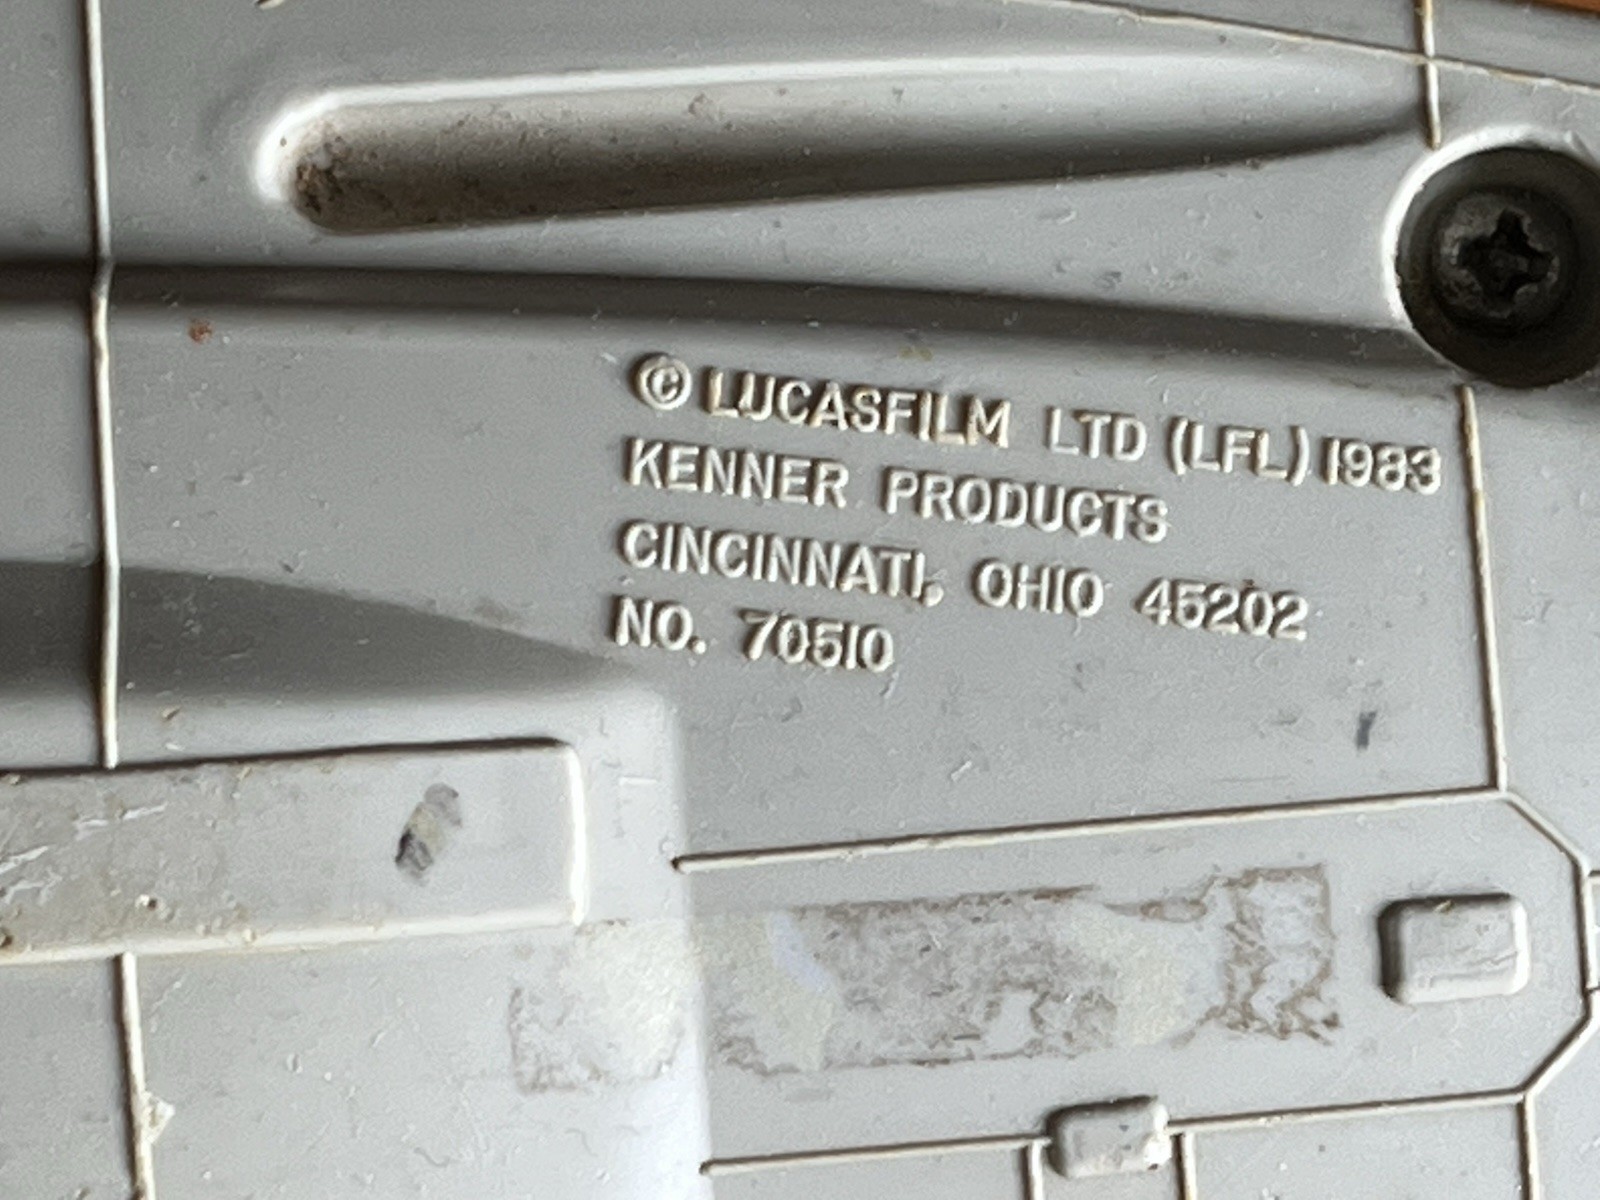 © LUCASFILM LTD (LFL) 1983
KENNER PRODUCTS
CINCINNATI, OHIO 45202
NO. 70510